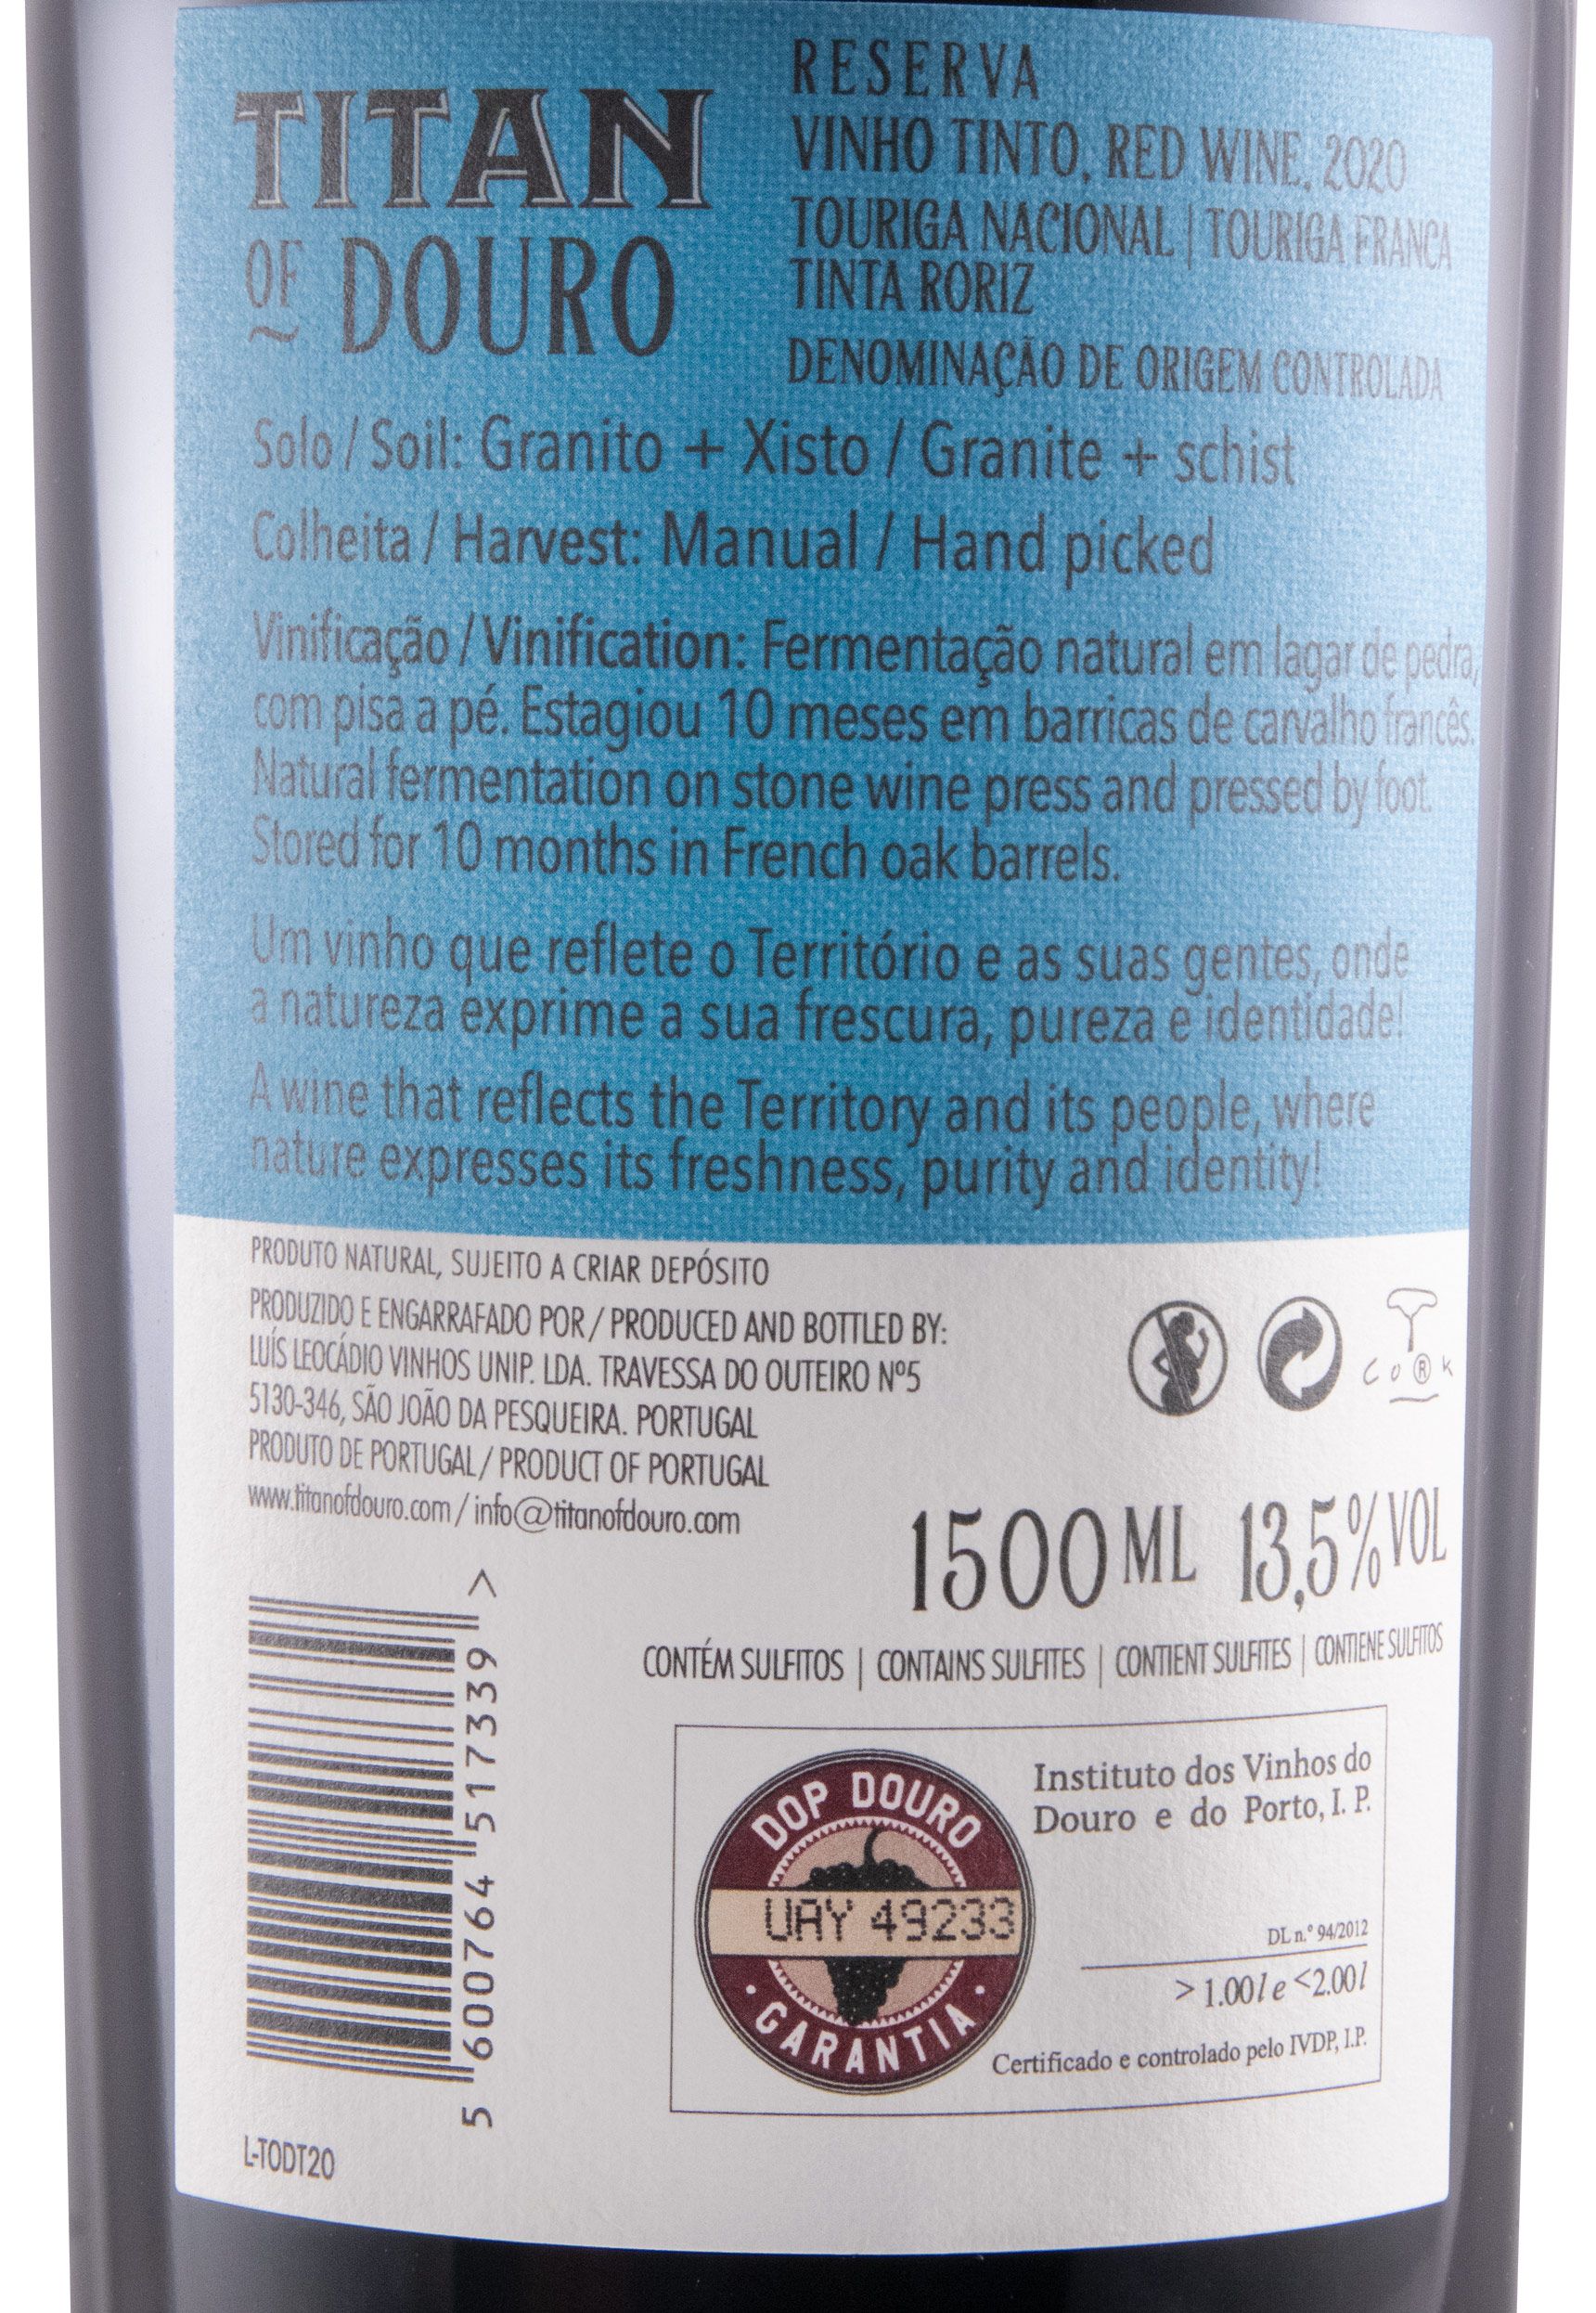 TITAN
OF DOURO
RESERVA
VINHO TINTO, RED WINE, 2020
TOURIGA NACIONAL | TOURIGA FRANCA
TINTA RORIZ
DENOMINAÇÃO DE ORIGEM CONTROLADA
Solo / Soil: Granito + Xisto / Granite + schist
Colheita / Harvest: Manual / Hand picked
Vinificação / Vinification: Fermentação natural em lagar de pedra,
com pisa a pé. Estagiou 10 meses em barricas de carvalho francês.
Natural fermentation on stone wine press and pressed by foot.
Stored for 10 months in French oak barrels.
Um vinho que reflete o Território e as suas gentes, onde
a natureza exprime a sua frescura, pureza e identidade!
A wine that reflects the Territory and its people, where
nature expresses its freshness, purity and identity!
PRODUTO NATURAL, SUJEITO A CRIAR DEPÓSITO
PRODUZIDO E ENGARRAFADO POR / PRODUCED AND BOTTLED BY:
LUÍS LEOCÁDIO VINHOS UNIP. LDA. TRAVESSA DO OUTEIRO Nº5
5130-346, SÃO JOÃO DA PESQUEIRA. PORTUGAL
PRODUTO DE PORTUGAL / PRODUCT OF PORTUGAL
www.titanofdouro.com / info@titanofdouro.com
CO®K
1500 ML 13,5% VOL
CONTÉM SULFITOS | CONTAINS SULFITES | CONTIENT SULFITES | CONTIENE SULFITOS
5 600764 517339 >
DOP DOURO
UAY 49233
• GARANTIA •
Instituto dos Vinhos do
Douro e do Porto, I. P.
DL n.º 94/2012
> 1.00l e <2.00l
Certificado e controlado pelo IVDP, I.P.
L-TODT20